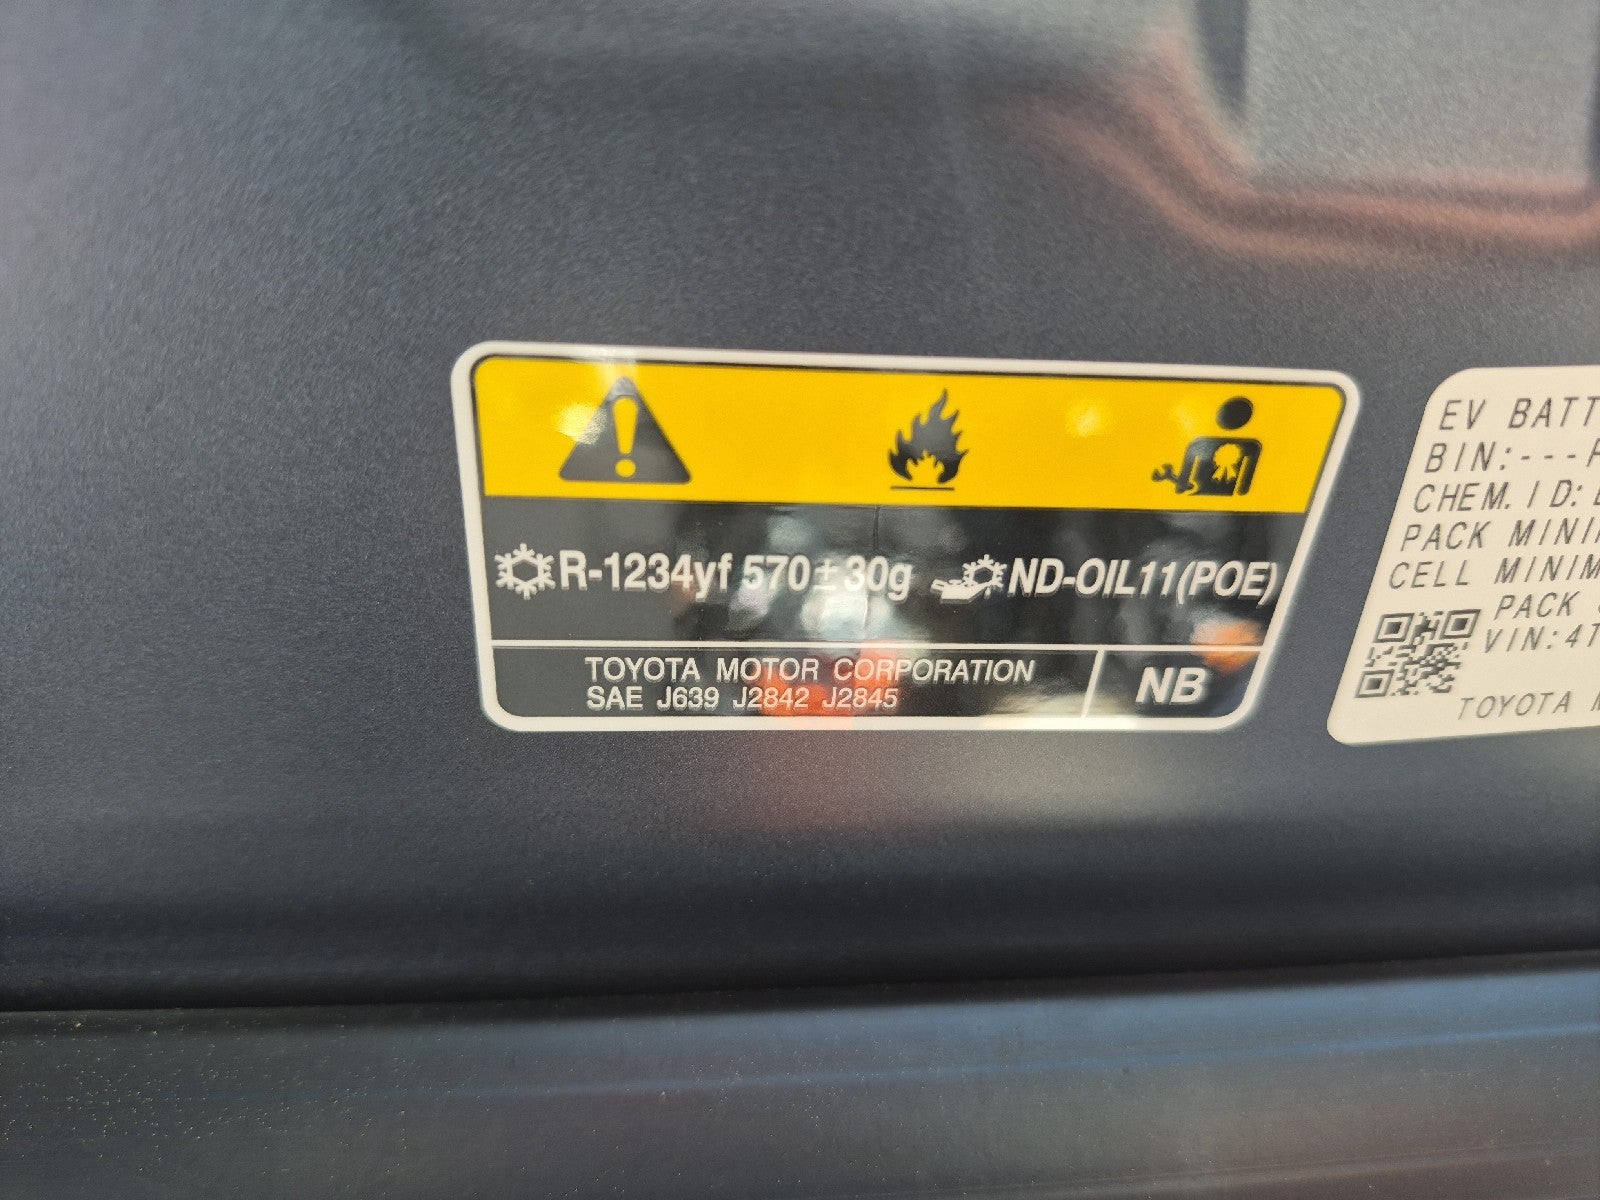 R-1234yf 570±30g ND-OIL11(POE)
TOYOTA MOTOR CORPORATION
SAE J639 J2842 J2845
NB
EV BATT
BIN:---
CHEM.ID:
PACK MINI
CELL MINIM
PACK
VIN:4T
TOYOTA